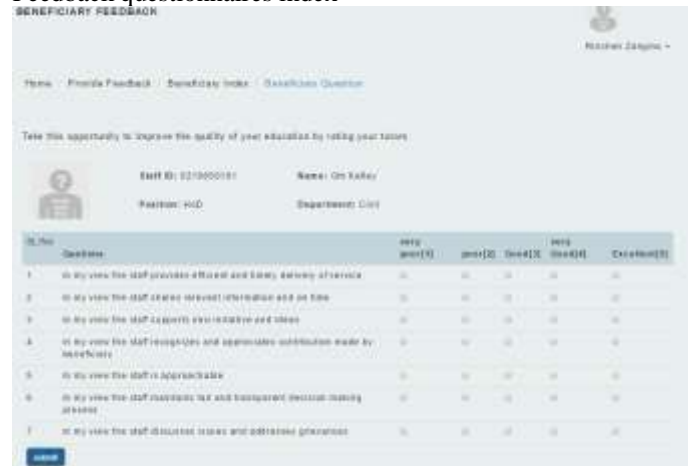 Feedback questionnaires index
BENEFICIARY FEEDBACK
Home Provide Feedback Beneficiary Index Beneficiary Question
Take this opportunity to improve the quality of your education by rating your tutors
Staff ID: Name: Om Kafley
Position: HoD Department: Civil
SL.No Questions very poor[1] poor[2] Good[3] very Good[4] Excellent[5]
1 In my view the staff provides efficient and timely delivery of service
2 In my view the staff shares relevant information and on time
3 In my view the staff supports new initiative and ideas
4 In my view the staff recognizes and appreciates contribution made by
beneficiary
5 In my view the staff is approachable
6 In my view the staff maintains fair and transparent decision making
process
7 In my view the staff discusses issues and addresses grievances
submit